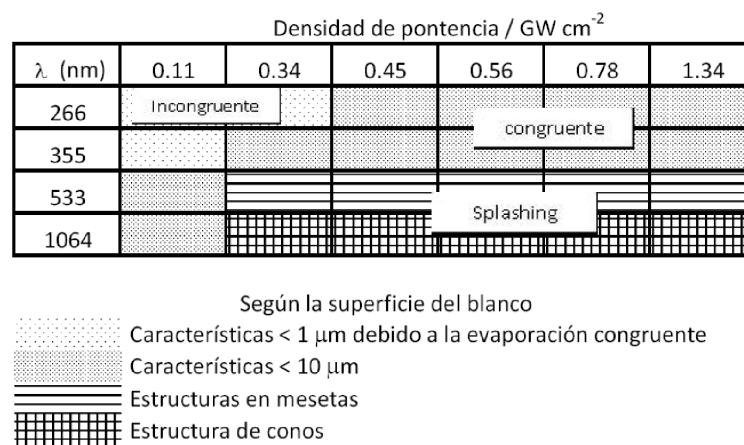 Densidad de pontencia / GW cm-2
λ (nm) 0.11 0.34 0.45 0.56 0.78 1.34
266 Incongruente
congruente
355
533
Splashing
1064
Según la superficie del blanco
Características < 1 μm debido a la evaporación congruente
Características < 10 μm
Estructuras en mesetas
Estructura de conos